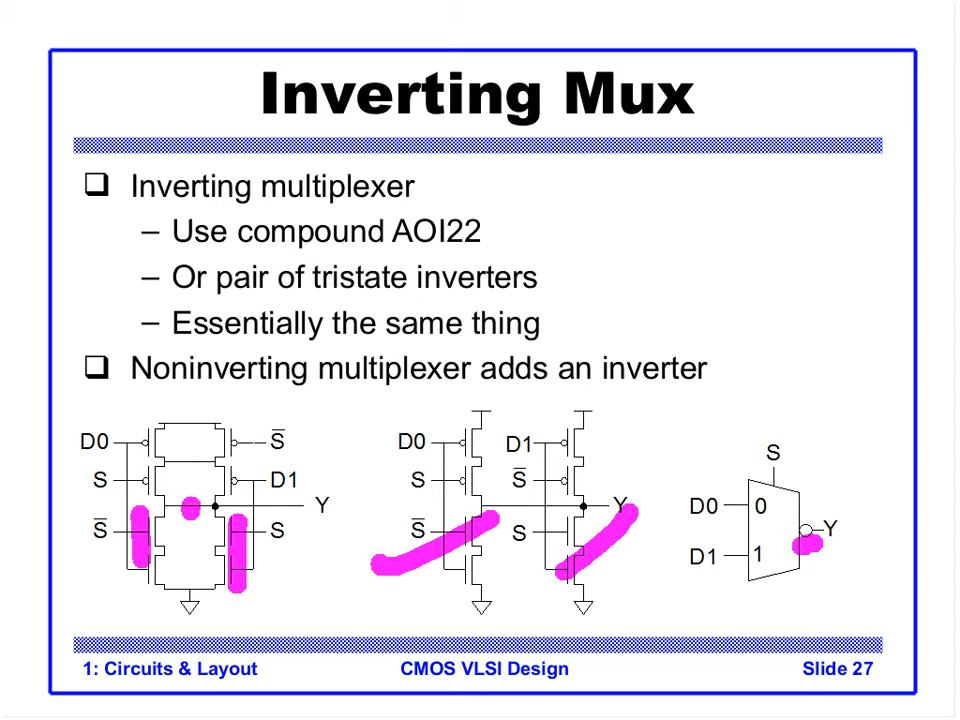 Inverting Mux
❑ Inverting multiplexer
– Use compound AOI22
– Or pair of tristate inverters
– Essentially the same thing
❑ Noninverting multiplexer adds an inverter
D0 S̅
S D1
Y
S̅ S
D0 D1
S S̅
Y
S̅ S
S
D0 0
Y
D1 1
1: Circuits & Layout CMOS VLSI Design Slide 27